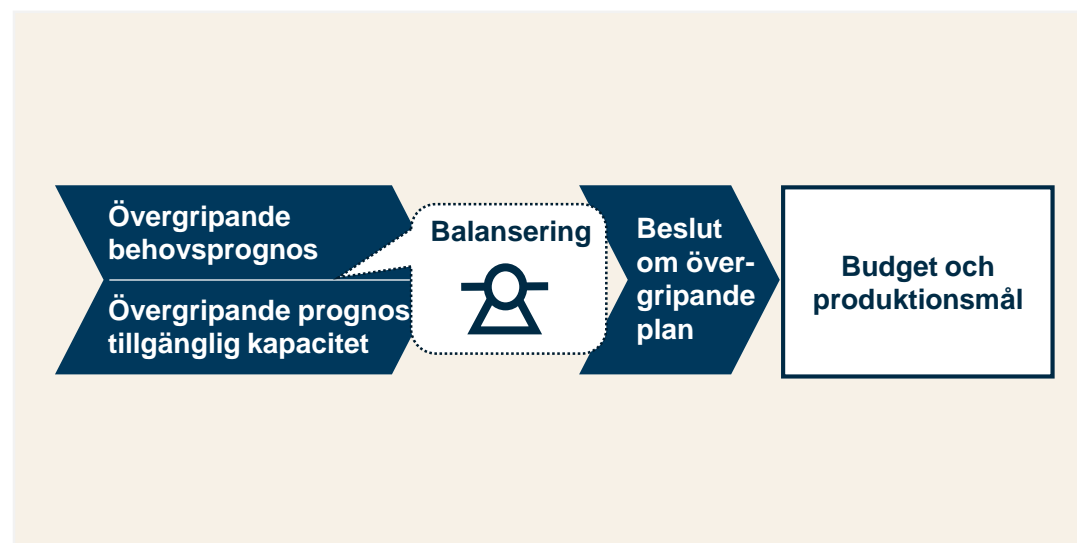 Övergripande
behovsprognos
Övergripande prognos
tillgänglig kapacitet
Balansering
Beslut
om över-
gripande
plan
Budget och
produktionsmål